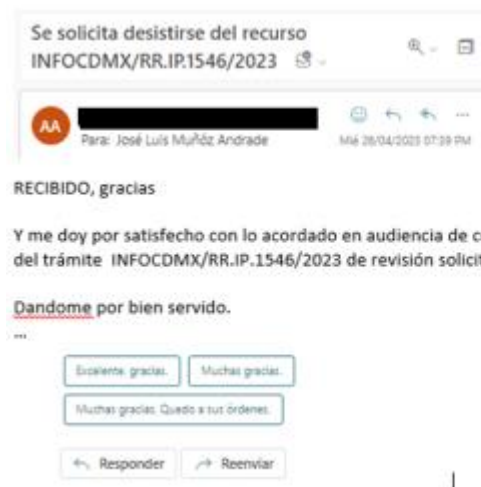 Se solicita desistirse del recurso
INFOCDMX/RR.IP.1546/2023
AA
Para: José Luis Muñoz Andrade
Mié 26/04/2023 07:39 PM
RECIBIDO, gracias
Y me doy por satisfecho con lo acordado en audiencia de c
del trámite INFOCDMX/RR.IP.1546/2023 de revisión solicit
Dandome por bien servido.
...
Excelente, gracias.
Muchas gracias.
Muchas gracias. Quedo a sus órdenes.
Responder
Reenviar